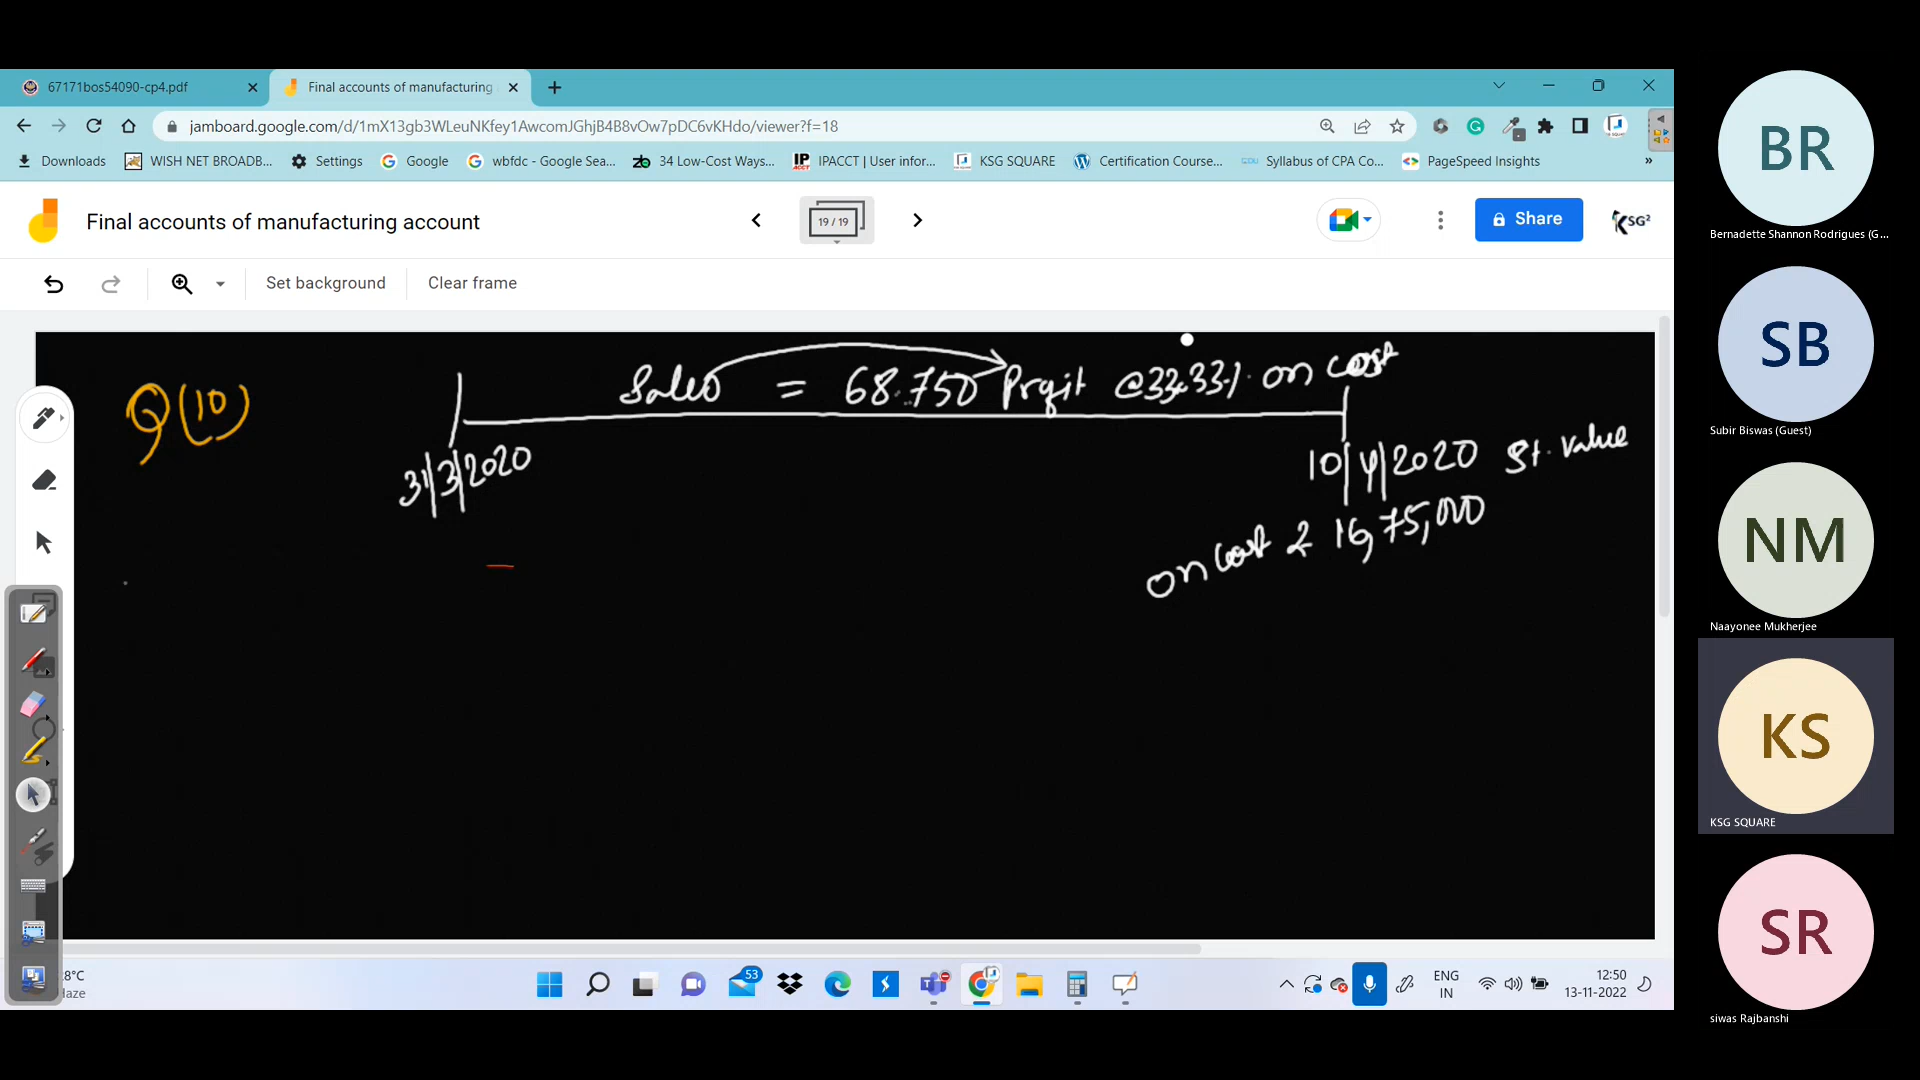 67171bos54090-cp4.pdf
Final accounts of manufacturing
jamboard.google.com/d/1mX13gb3WLeuNKfey1AwcomJGhjB4B8vOw7pDC6vKHdo/viewer?f=18
Downloads WISH NET BROADB... Settings Google wbfdc - Google Sea... 34 Low-Cost Ways... IPACCT | User infor... KSG SQUARE Certification Course... Syllabus of CPA Co... PageSpeed Insights »
Final accounts of manufacturing account
19 / 19
Share
KSG²
Set background
Clear frame
Q(10)
Sales = 68.750 Profit @33.33% on cost
31/3/2020
10/4/2020 St. value
on cost = 16,75,000
BR
Bernadette Shannon Rodrigues (G...
SB
Subir Biswas (Guest)
NM
Naayonee Mukherjee
KS
KSG SQUARE
SR
siwas Rajbanshi
8°C
laze
53
ENG
IN
12:50
13-11-2022